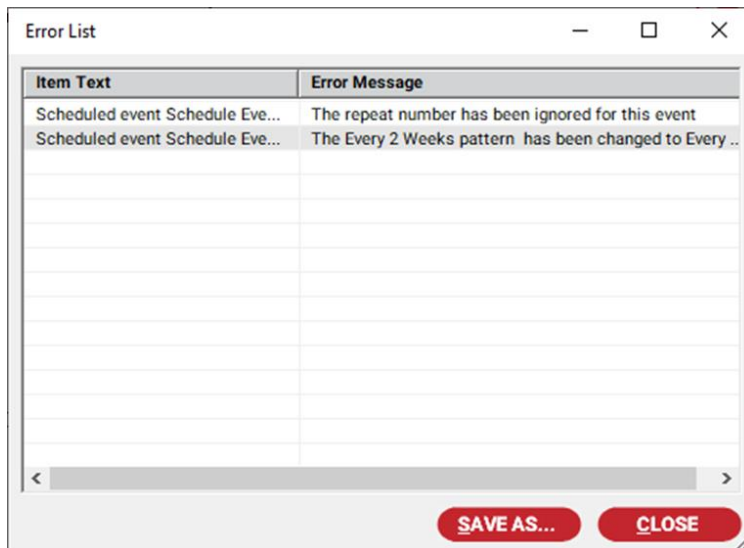 Error List
Item Text Error Message
Scheduled event Schedule Eve... The repeat number has been ignored for this event
Scheduled event Schedule Eve... The Every 2 Weeks pattern  has been changed to Every ..
SAVE AS... CLOSE